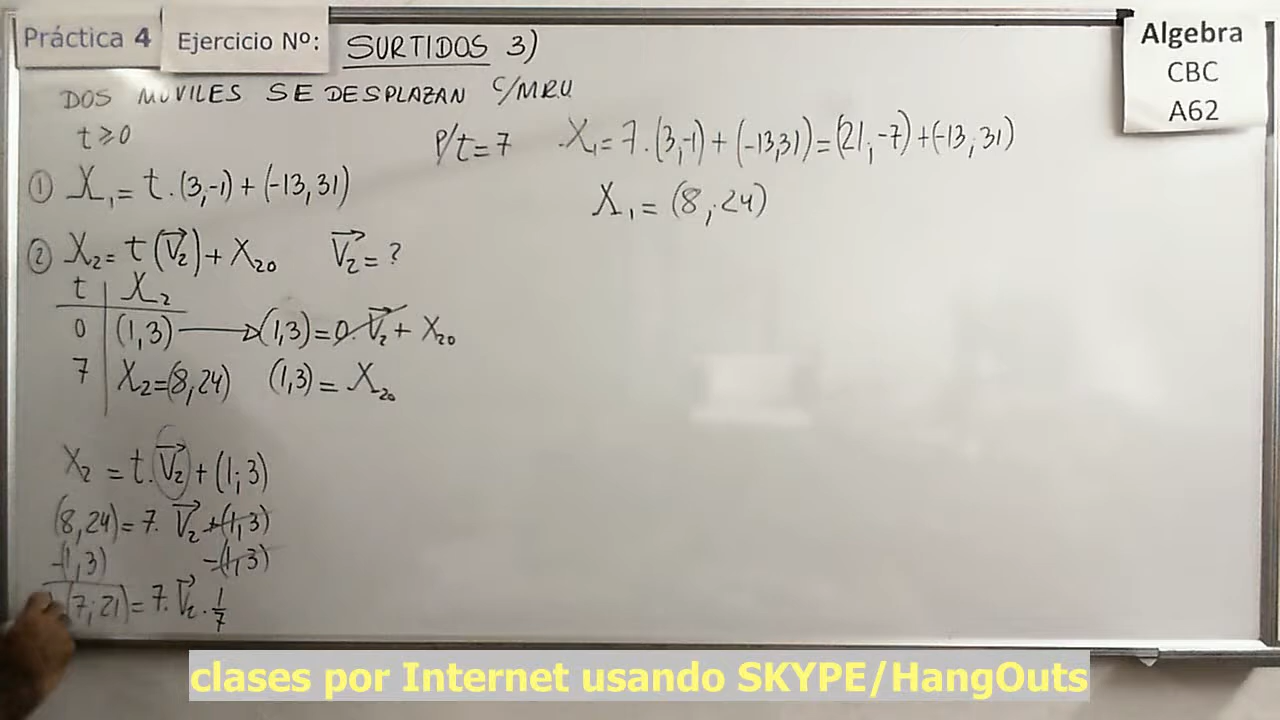 Práctica 4 Ejercicio Nº: SURTIDOS 3)
Algebra
CBC
A62
DOS MOVILES SE DESPLAZAN C/MRU
t≥0
① X₁= t.(3,-1)+(-13,31)
② X₂= t(V₂→)+X₂₀ V₂→=?
t | X₂
0 | (1,3) → (1,3)=0.V₂→+ X₂₀
7 | X₂=(8,24) (1,3)= X₂₀
X₂ = t.V₂→+(1;3)
(8,24)=7. V₂→+(1,3)
-(1,3) -(1,3)
(7;21)=7.V₂→.1/7
P/t=7 X₁=7.(3,-1)+(-13,31)=(21,-7)+(-13,31)
X₁=(8,24)
clases por Internet usando SKYPE/HangOuts